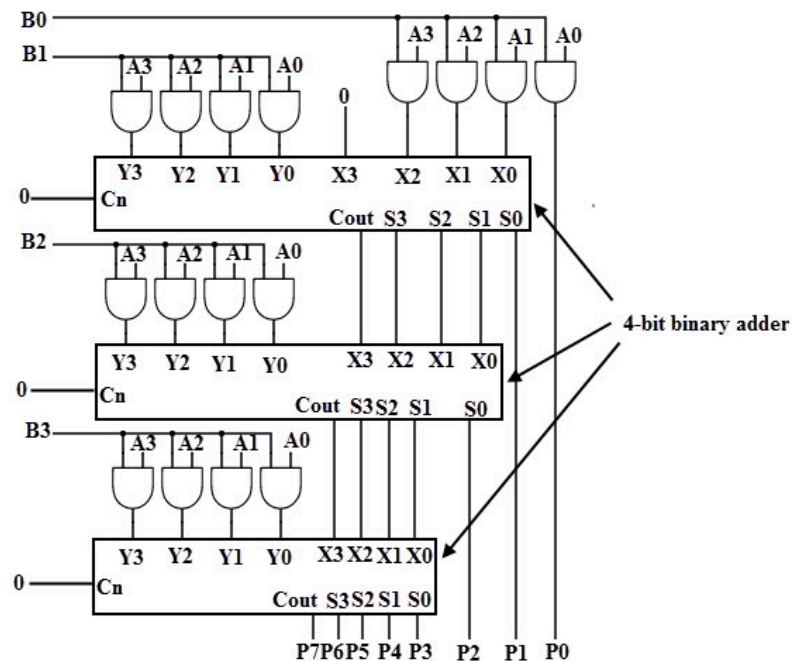 B0
A3 A2 A1 A0
B1
A3 A2 A1 A0
0
Y3 Y2 Y1 Y0 X3 X2 X1 X0
0
Cn
Cout S3 S2 S1 S0
B2
A3 A2 A1 A0
4-bit binary adder
Y3 Y2 Y1 Y0 X3 X2 X1 X0
0
Cn
Cout S3 S2 S1 S0
B3
A3 A2 A1 A0
Y3 Y2 Y1 Y0 X3 X2 X1 X0
0
Cn
Cout S3 S2 S1 S0
P7 P6 P5 P4 P3 P2 P1 P0